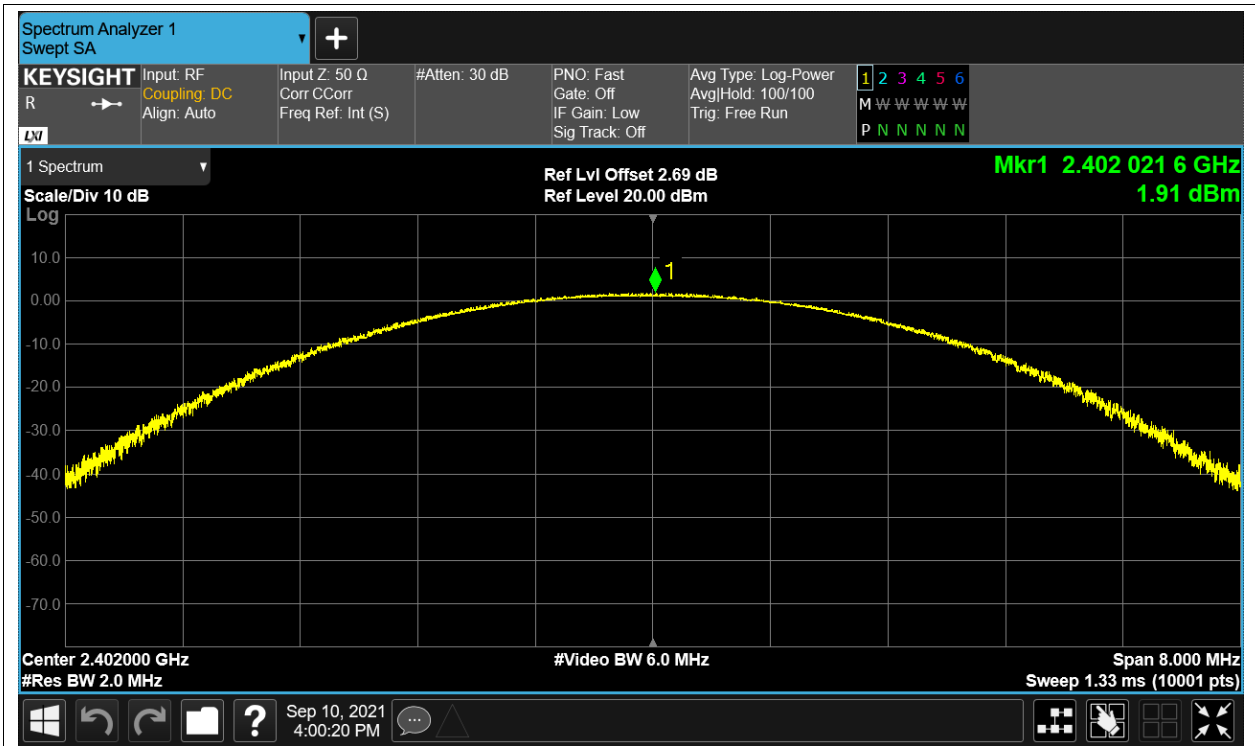 Spectrum Analyzer 1
Swept SA
KEYSIGHT
R
LXI
Input: RF
Coupling: DC
Align: Auto
Input Z: 50 Ω
Corr CCorr
Freq Ref: Int (S)
#Atten: 30 dB
PNO: Fast
Gate: Off
IF Gain: Low
Sig Track: Off
Avg Type: Log-Power
Avg|Hold: 100/100
Trig: Free Run
1 2 3 4 5 6
M W W W W W
P N N N N N
1 Spectrum
Scale/Div 10 dB
Ref Lvl Offset 2.69 dB
Ref Level 20.00 dBm
Mkr1 2.402 021 6 GHz
1.91 dBm
Log
10.0
1
0.00
-10.0
-20.0
-30.0
-40.0
-50.0
-60.0
-70.0
Center 2.402000 GHz
#Video BW 6.0 MHz
Span 8.000 MHz
#Res BW 2.0 MHz
Sweep 1.33 ms (10001 pts)
?
Sep 10, 2021
4:00:20 PM